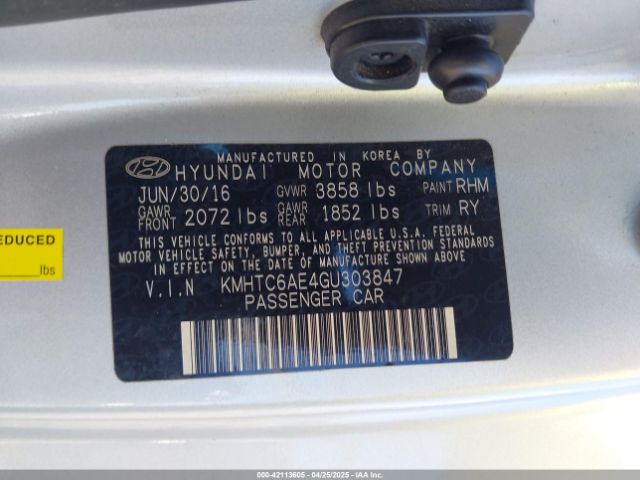 MANUFACTURED IN KOREA BY
HYUNDAI MOTOR COMPANY
JUN/30/16 GVWR 3858 lbs PAINT RHM
GAWR FRONT 2072 lbs GAWR REAR 1852 lbs TRIM RY
THIS VEHICLE CONFORMS TO ALL APPLICABLE U.S.A. FEDERAL
MOTOR VEHICLE SAFETY, BUMPER, AND THEFT PREVENTION STANDARDS
IN EFFECT ON THE DATE OF MANUFACTURE SHOWN ABOVE
V.I.N KMHTC6AE4GU303847
PASSENGER CAR
EDUCED
lbs
000-42113605 - 04/25/2025 - IAA Inc.